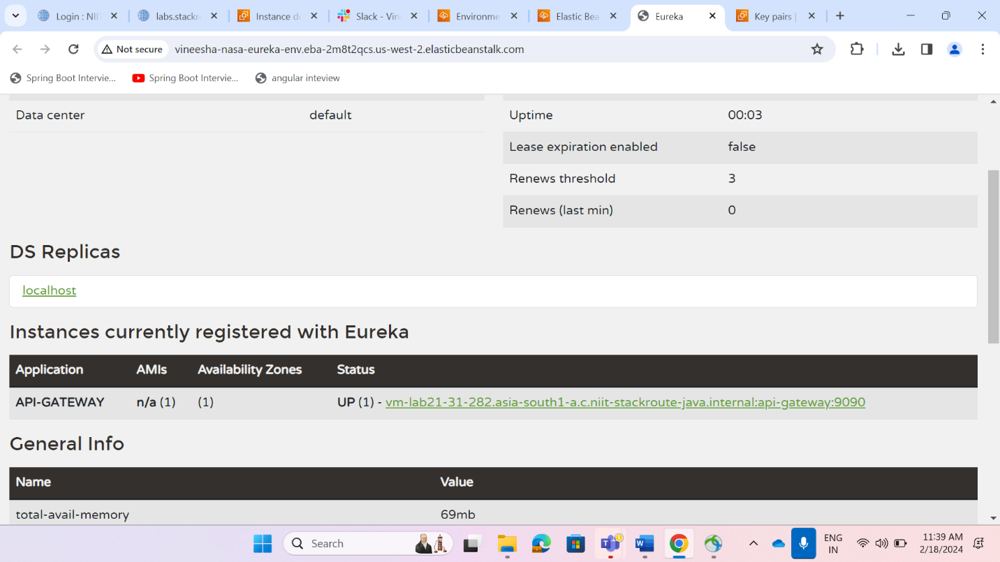 Login : NII
labs.stackr
Instance de
Slack - Vin
Environme
Elastic Bea
Eureka
Key pairs |
Not secure
vineesha-nasa-eureka-env.eba-2m8t2qcs.us-west-2.elasticbeanstalk.com
Spring Boot Intervie... Spring Boot Intervie... angular inteview
Data center default
Uptime 00:03
Lease expiration enabled false
Renews threshold 3
Renews (last min) 0
DS Replicas
localhost
Instances currently registered with Eureka
Application AMIs Availability Zones Status
API-GATEWAY n/a (1) (1) UP (1) - vm-lab21-31-282.asia-south1-a.c.niit-stackroute-java.internal:api-gateway:9090
General Info
Name Value
total-avail-memory 69mb
Search
ENG
IN
11:39 AM
2/18/2024